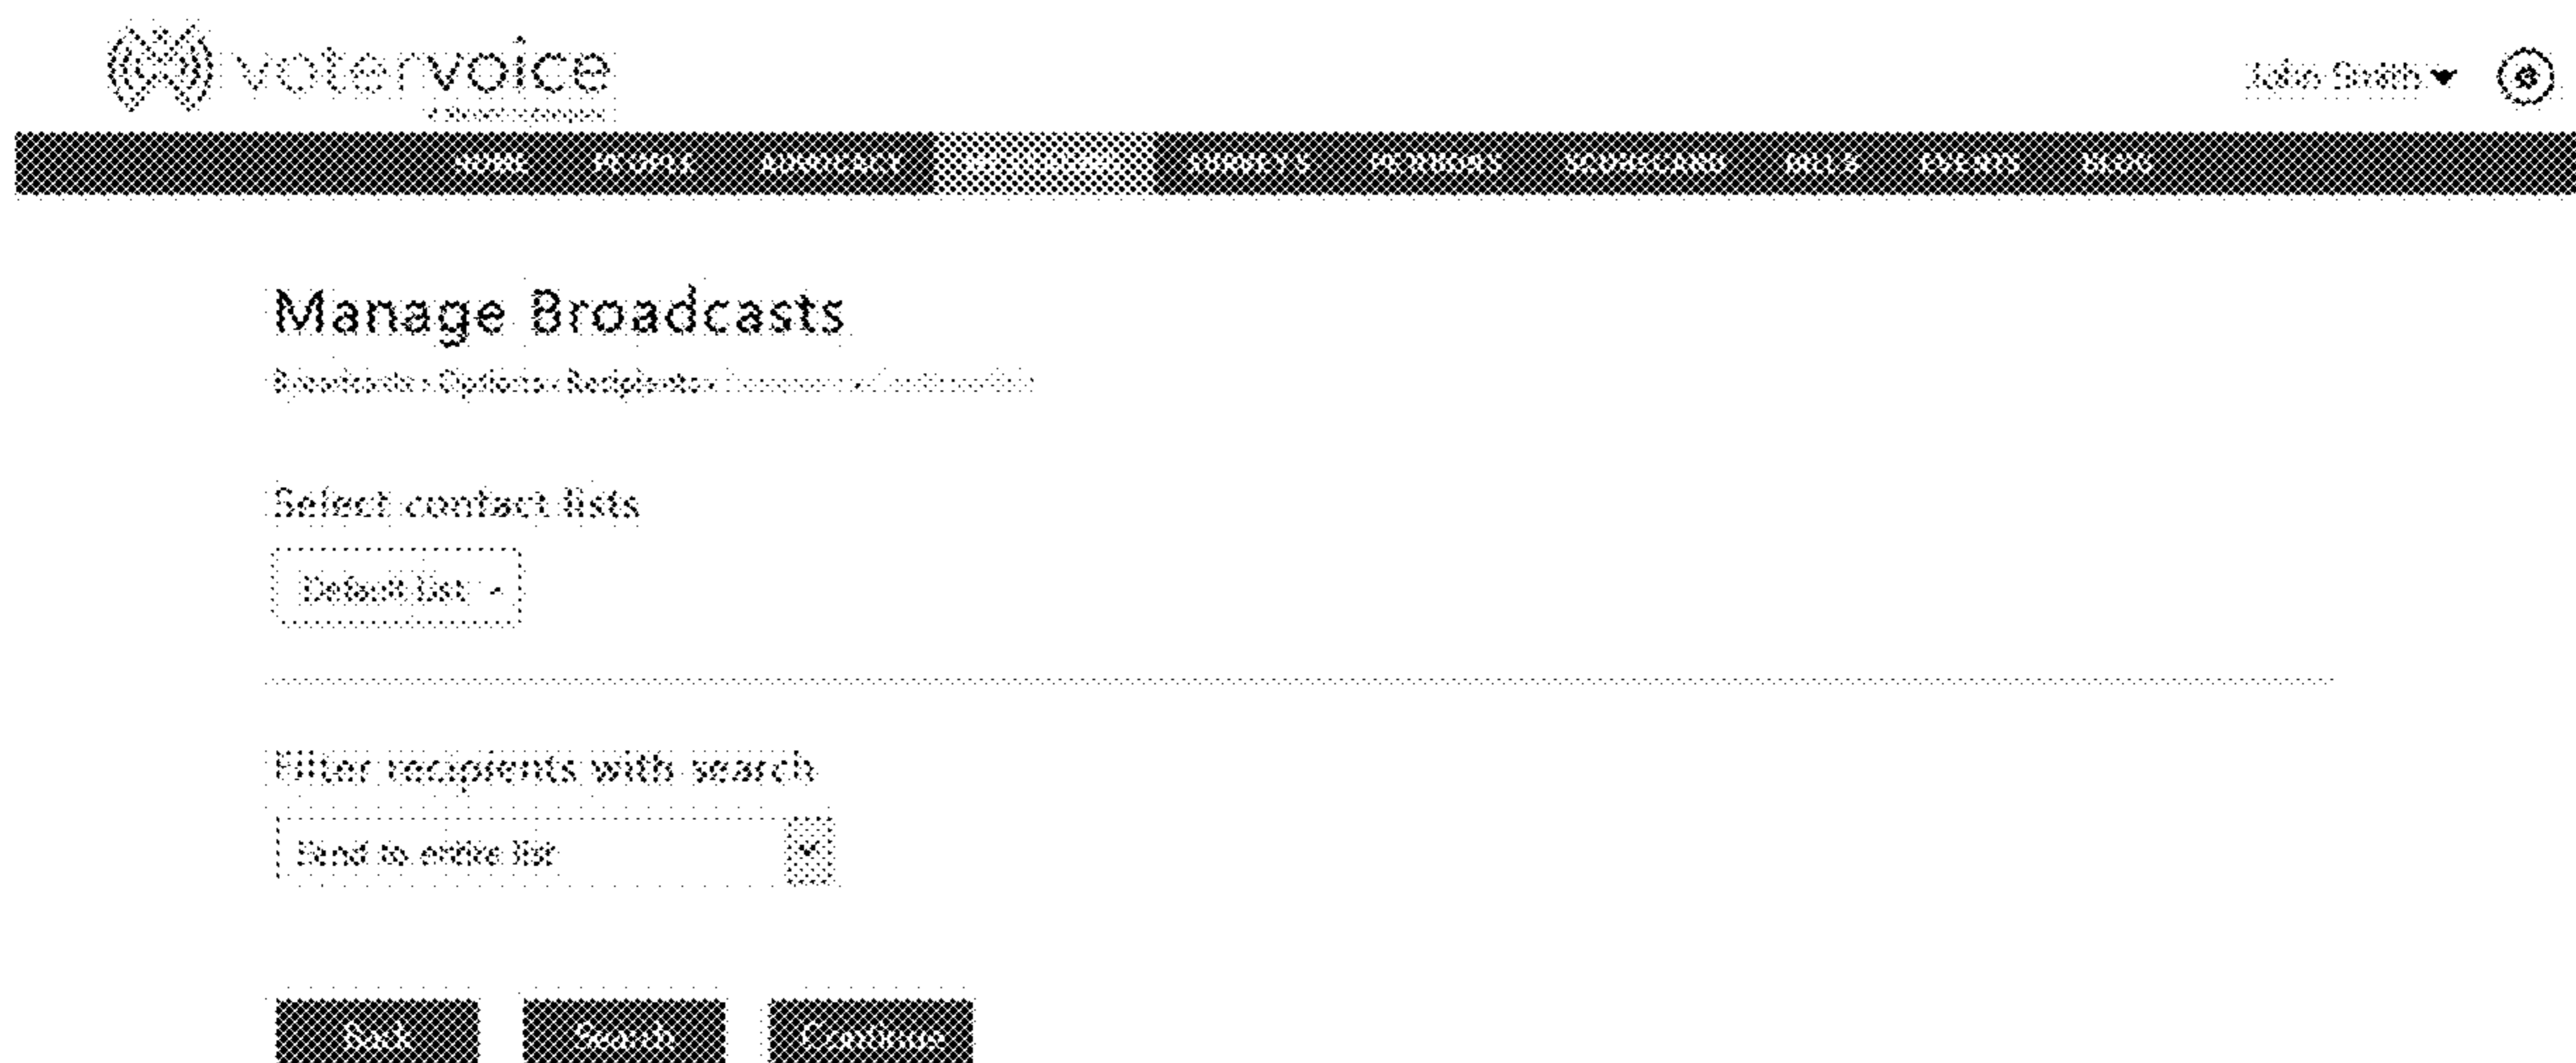 votervoice
John Smith
HOME PEOPLE ADVOCACY SURVEYS PETITIONS SCORECARD BILLS EVENTS BLOG
Manage Broadcasts
Broadcasts Options Recipients
Select contact lists
Default list
Filter recipients with search
Send to entire list
Back Search Continue